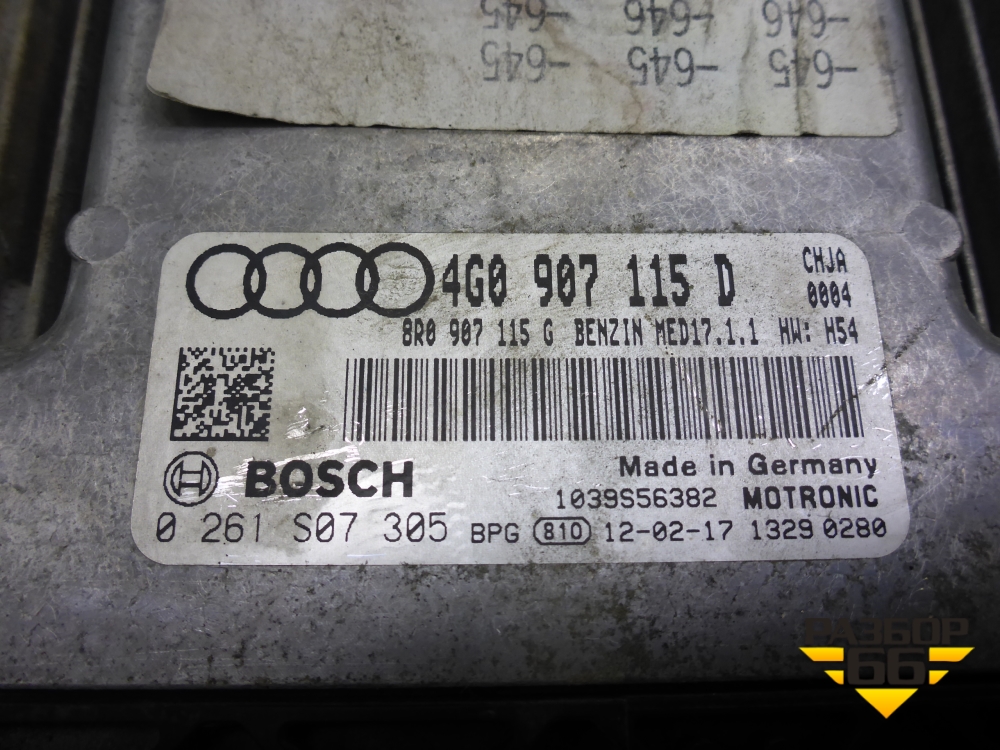 -646 -646 -645
-645 -645 -645
4G0 907 115 D
CHJA
0004
8R0 907 115 G BENZIN MED17.1.1 HW: H54
BOSCH
Made in Germany
1039S56382 MOTRONIC
0 261 S07 305 BPG 810 12-02-17 1329 0280
РАЗБОР
66